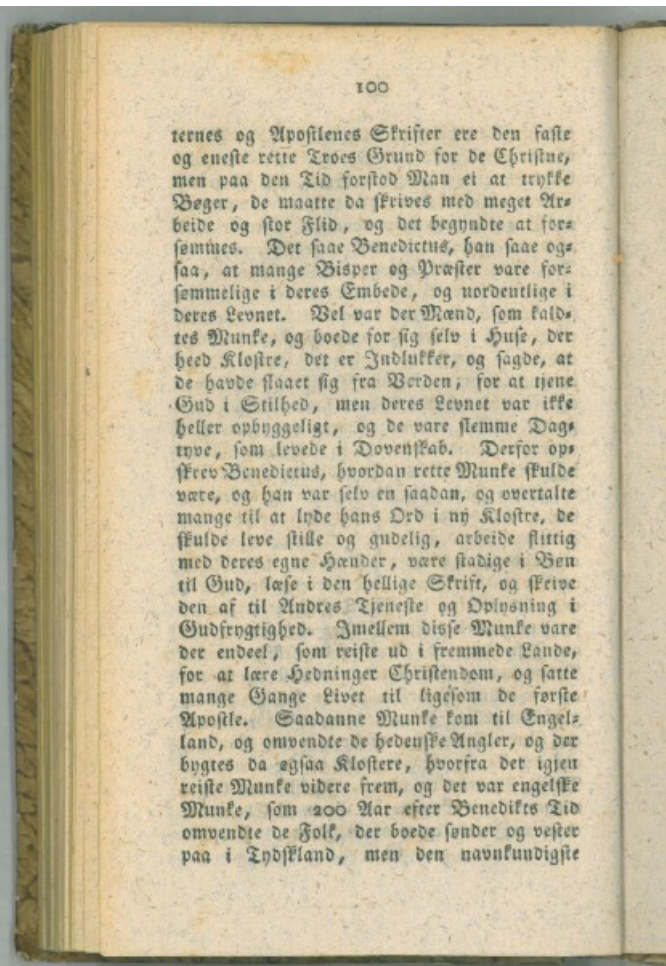 100
ternes og Apostlenes Skrifter ere den faste
og eneste rette Troes Grund for de Christne,
men paa den Tid forstod Man ei at trykke
Bøger, de maatte da skrives med meget Ar-
beide og stor Flid, og det begyndte at for-
sømmes. Det saae Benedictus, han saae og-
saa, at mange Bisper og Præster vare for-
sømmelige i deres Embede, og uordentlige i
deres Levnet. Vel var der Mænd, som kald-
tes Munke, og boede for sig selv i Huse, der
heed Klostre, det er Indlukker, og sagde, at
de havde slaaet sig fra Verden, for at tjene
Gud i Stilhed, men deres Levnet var ikke
heller opbyggeligt, og de vare slemme Dag-
tyve, som levede i Dovenskab. Derfor op-
skrev Benedictus, hvordan rette Munke skulde
være, og han var selv en saadan, og overtalte
mange til at lyde hans Ord i ny Klostre, de
skulde leve stille og gudelig, arbeide flittig
med deres egne Hænder, være stadige i Bøn
til Gud, læse i den hellige Skrift, og skrive
den af til Andres Tjeneste og Oplysning i
Gudfrygtighed. Imellem disse Munke vare
der endeel, som reiste ud i fremmede Lande,
for at lære Hedninger Christendom, og satte
mange Gange Livet til ligesom de første
Apostle. Saadanne Munke kom til Engel-
land, og omvendte de hedenske Angler, og der
bygtes da øgsaa Klostere, hvorfra der igjen
reiste Munke videre frem, og det var engelske
Munke, som 200 Aar efter Benedikts Tid
omvendte de Folk, der boede sønder og vester
paa i Tydskland, men den navnkundigste